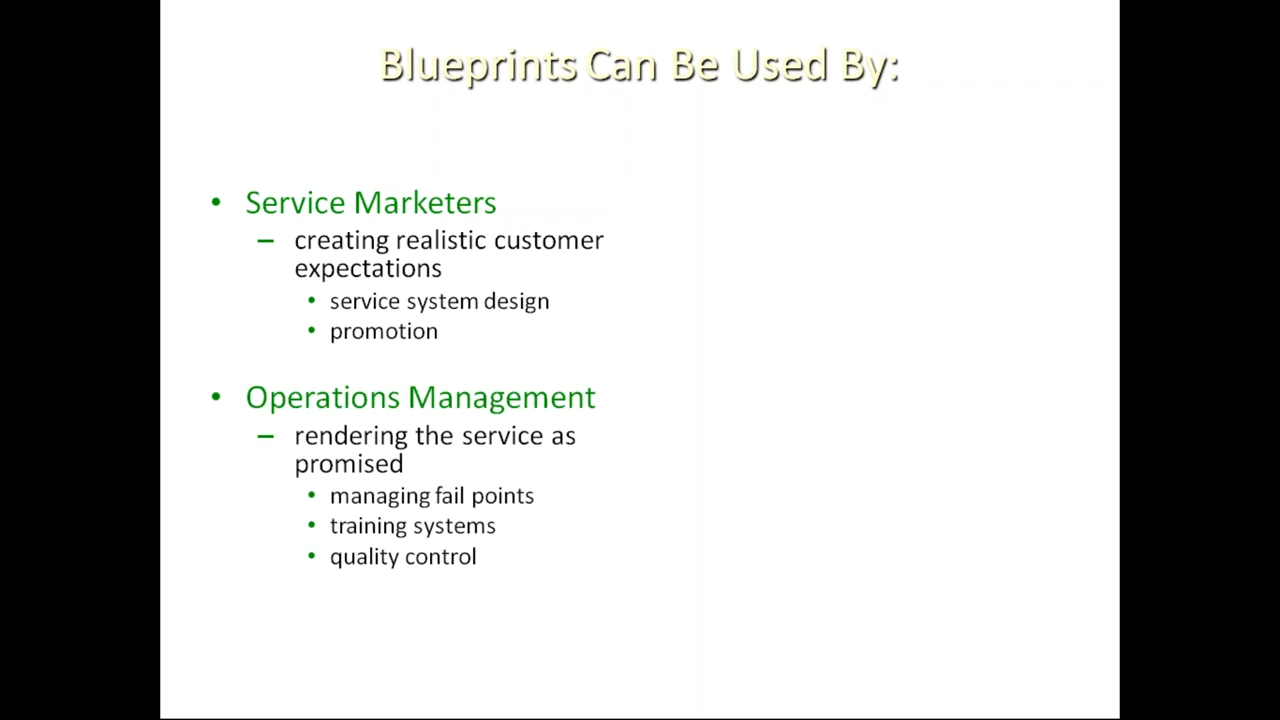 Blueprints Can Be Used By:
• Service Marketers
– creating realistic customer
expectations
• service system design
• promotion
• Operations Management
– rendering the service as
promised
• managing fail points
• training systems
• quality control